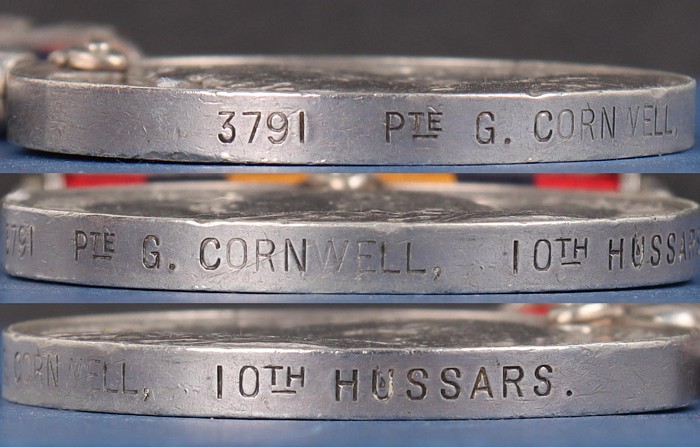 3791 PTE G. CORNWELL,
3791 PTE G. CORNWELL, 10TH HUSSARS
CORNWELL, 10TH HUSSARS.